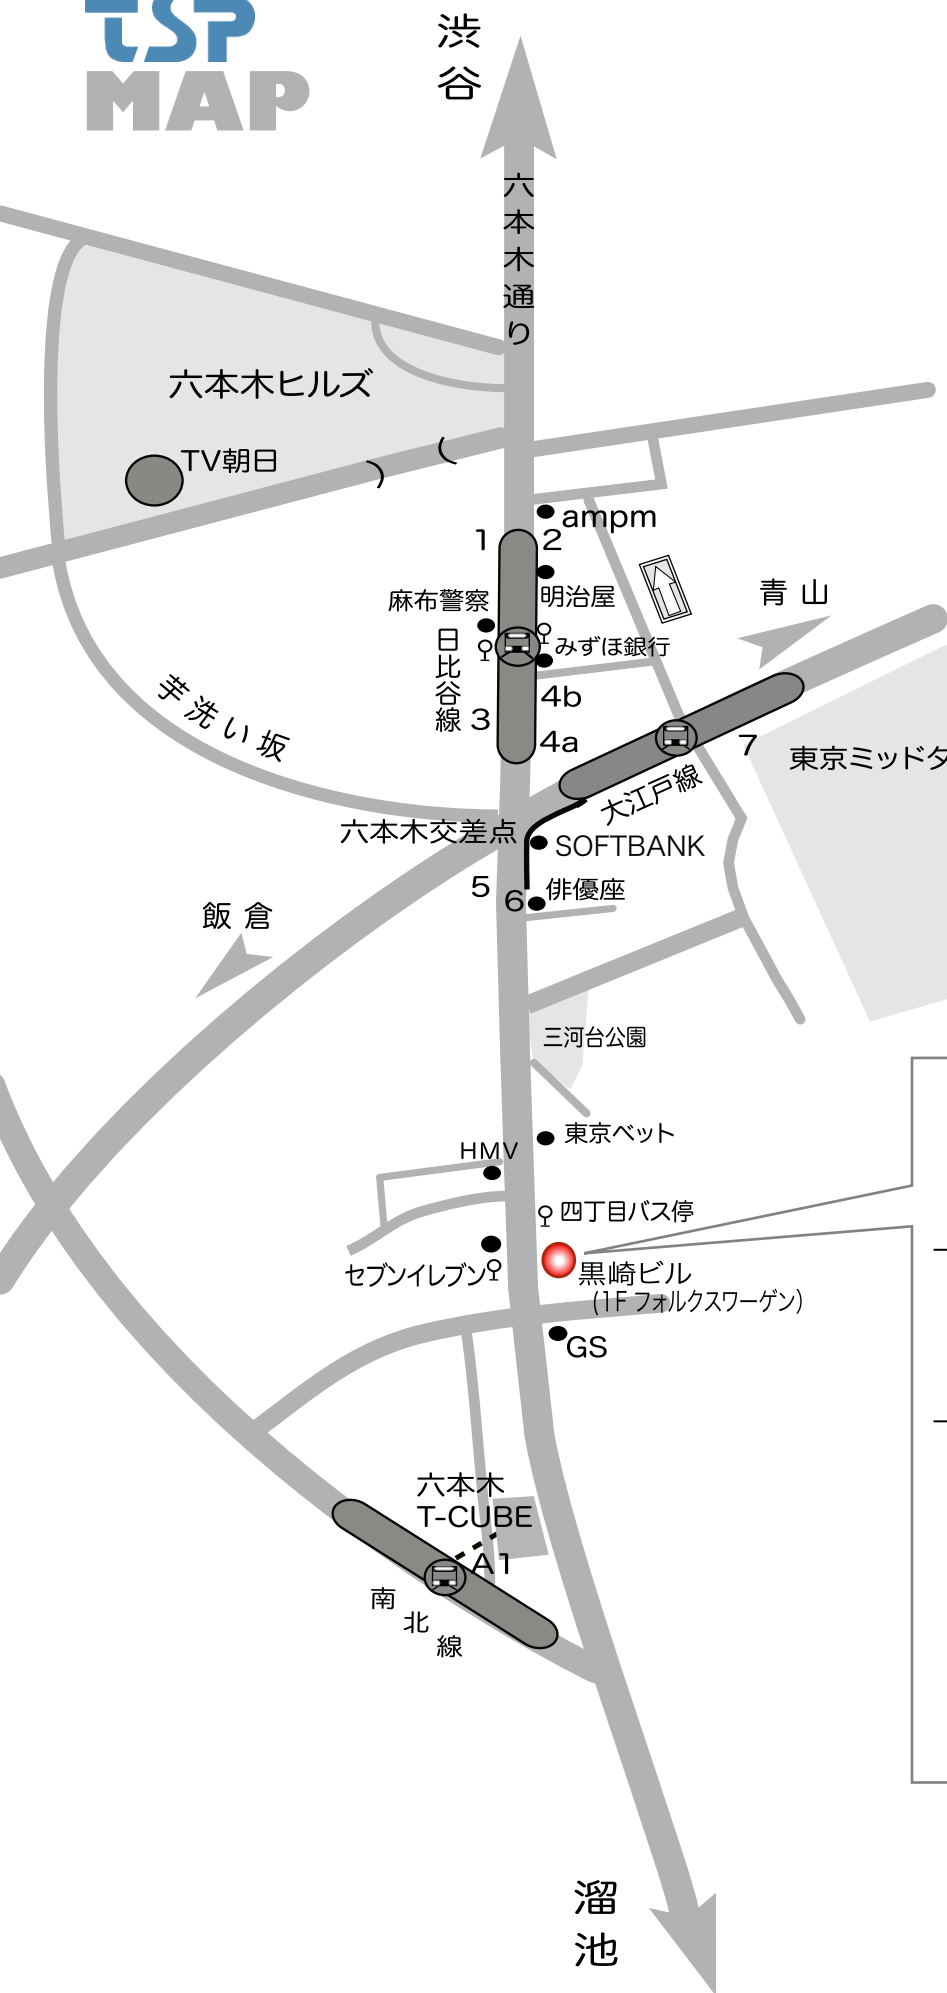 TSP
MAP
渋谷
六本木通り
六本木ヒルズ
TV朝日
ampm
1
2
明治屋
麻布警察
みずほ銀行
日比谷線
青山
4b
3
4a
7
東京ミッドタ
芋洗い坂
大江戸線
六本木交差点
SOFTBANK
5
6
俳優座
飯倉
三河台公園
東京ベット
HMV
四丁目バス停
セブンイレブン
黒崎ビル
(1F フォルクスワーゲン)
GS
六本木
T-CUBE
A1
南北線
溜池